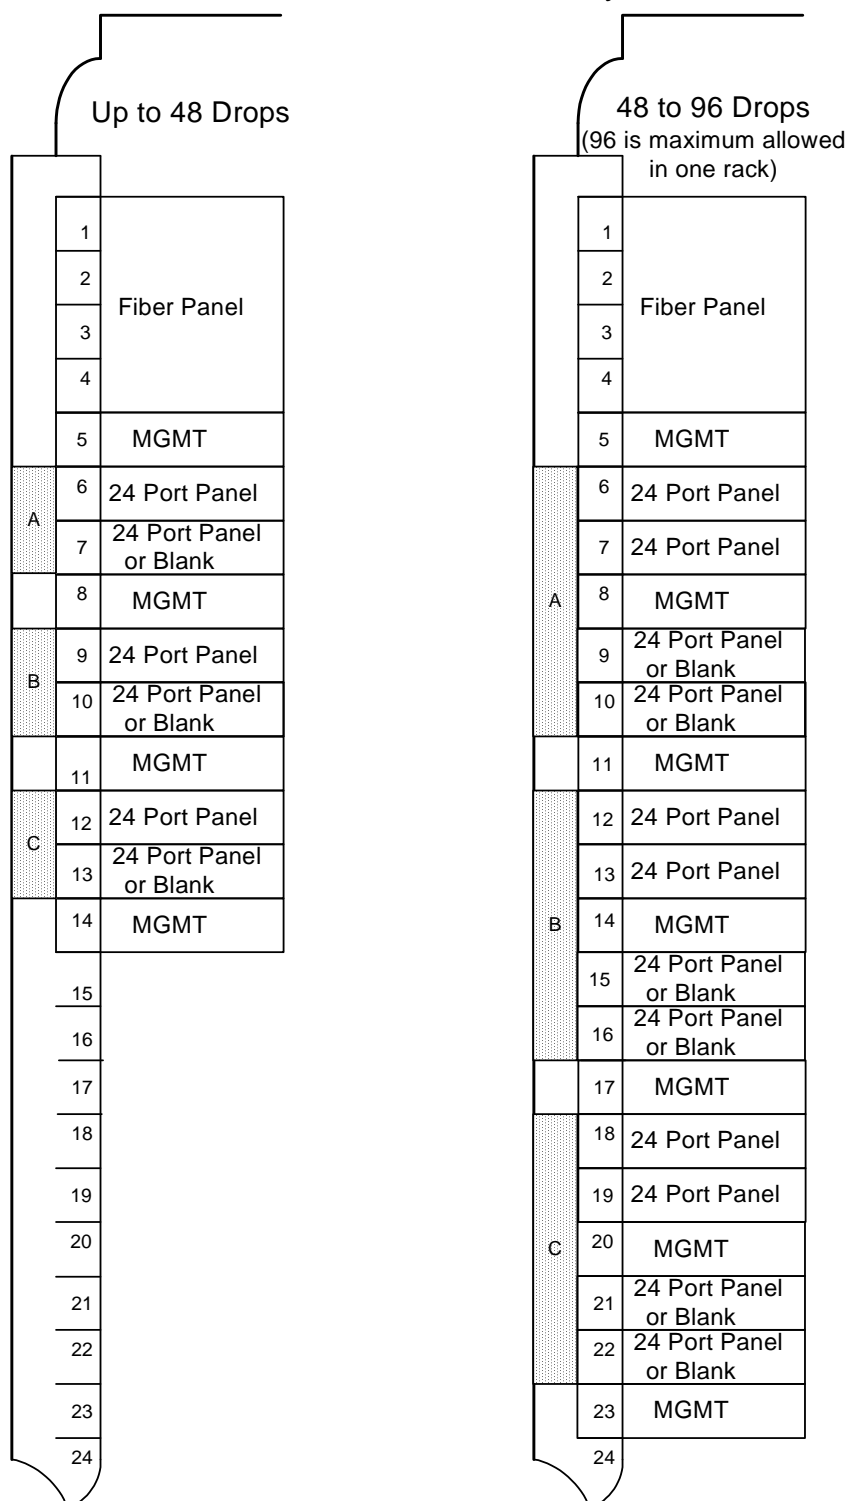 Up to 48 Drops
1
2
Fiber Panel
3
4
5 MGMT
A
6 24 Port Panel
7 24 Port Panel
or Blank
8 MGMT
B
9 24 Port Panel
10 24 Port Panel
or Blank
11 MGMT
C
12 24 Port Panel
13 24 Port Panel
or Blank
14 MGMT
15
16
17
18
19
20
21
22
23
24
48 to 96 Drops
(96 is maximum allowed
in one rack)
1
2
Fiber Panel
3
4
5 MGMT
6 24 Port Panel
7 24 Port Panel
A 8 MGMT
9 24 Port Panel
or Blank
10 24 Port Panel
or Blank
11 MGMT
12 24 Port Panel
13 24 Port Panel
B 14 MGMT
15 24 Port Panel
or Blank
16 24 Port Panel
or Blank
17 MGMT
18 24 Port Panel
19 24 Port Panel
C 20 MGMT
21 24 Port Panel
or Blank
22 24 Port Panel
or Blank
23 MGMT
24